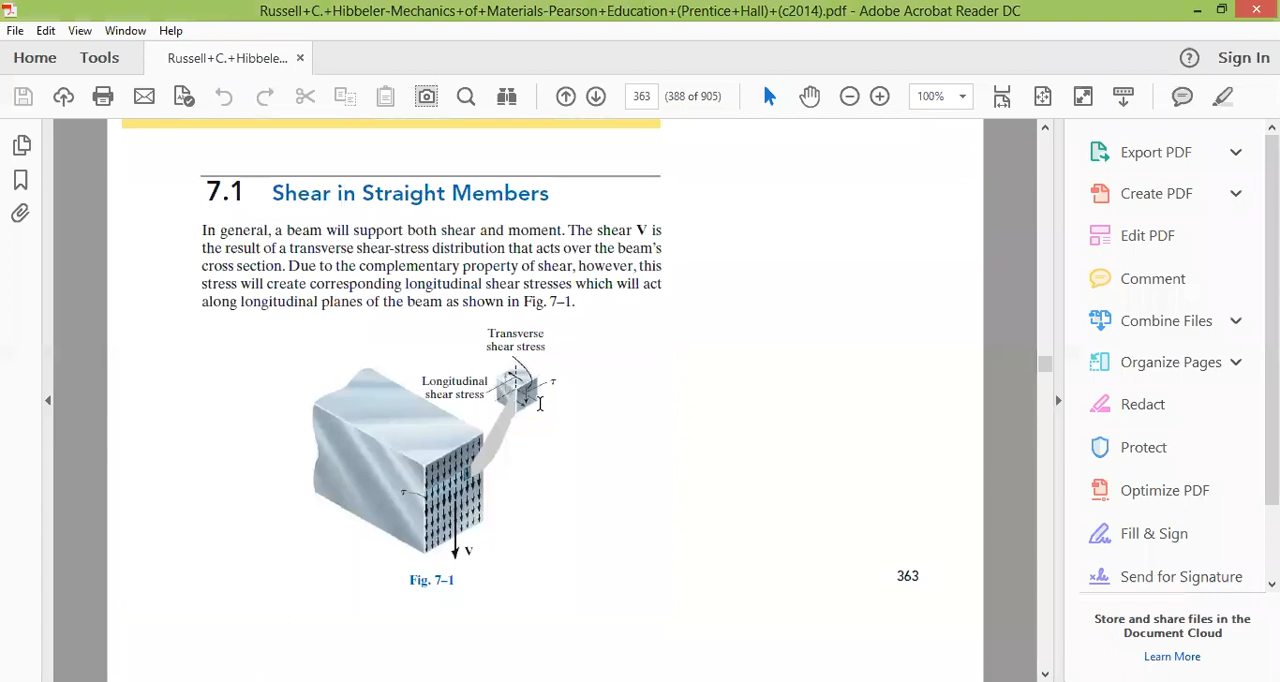 Russell+C.+Hibbeler-Mechanics+of+Materials-Pearson+Education+(Prentice+Hall)+(c2014).pdf - Adobe Acrobat Reader DC
File Edit View Window Help
Home Tools Russell+C.+Hibbele... × ? Sign In
363 (388 of 905) 100%
7.1 Shear in Straight Members
In general, a beam will support both shear and moment. The shear V is
the result of a transverse shear-stress distribution that acts over the beam's
cross section. Due to the complementary property of shear, however, this
stress will create corresponding longitudinal shear stresses which will act
along longitudinal planes of the beam as shown in Fig. 7–1.
Transverse
shear stress
Longitudinal
shear stress
τ
τ
V
Fig. 7–1
363
Export PDF
Create PDF
Edit PDF
Comment
Combine Files
Organize Pages
Redact
Protect
Optimize PDF
Fill & Sign
Send for Signature
Store and share files in the
Document Cloud
Learn More